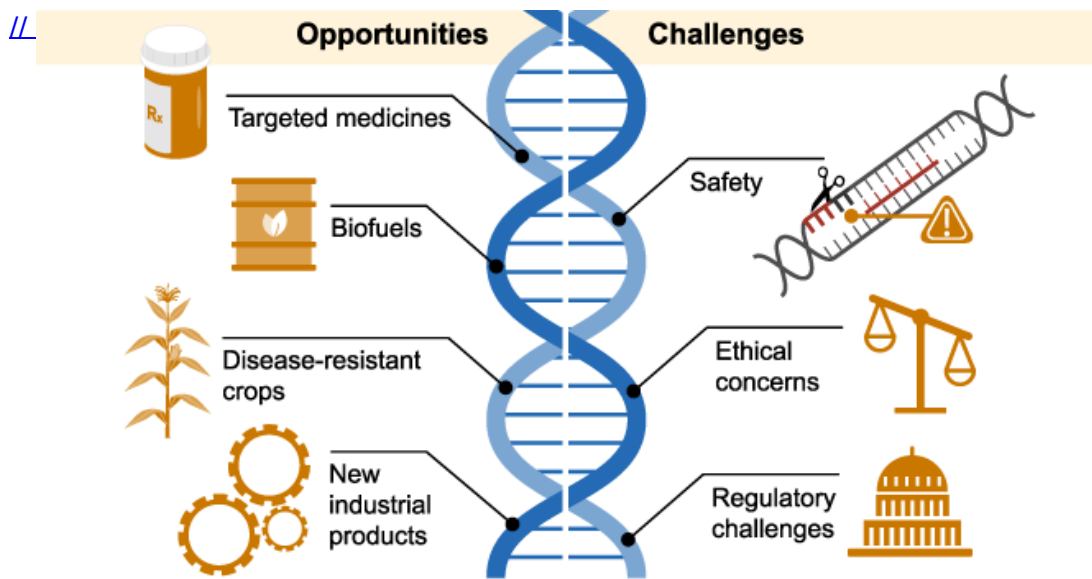 //
Opportunities
Challenges
Rx
Targeted medicines
Safety
Biofuels
!
Disease-resistant
crops
Ethical
concerns
New
industrial
products
Regulatory
challenges